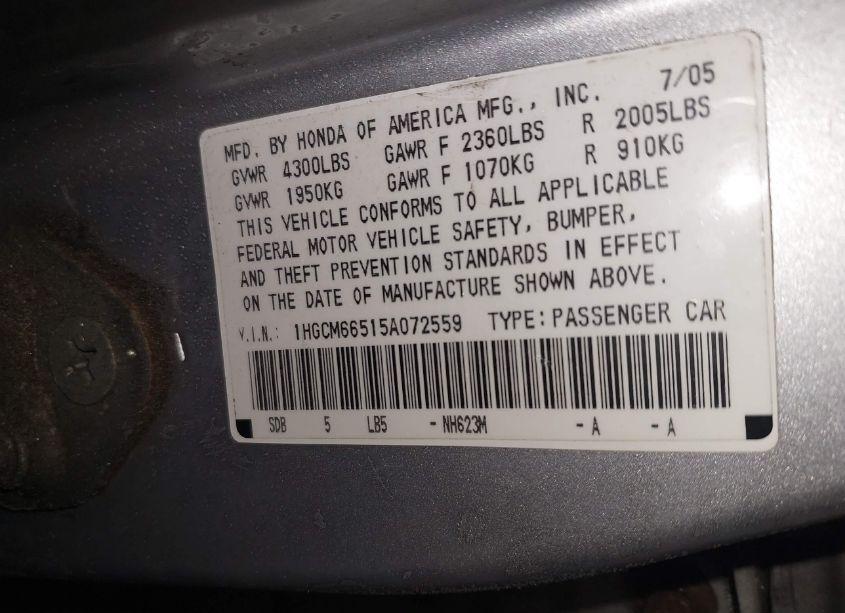 MFD. BY HONDA OF AMERICA MFG., INC. 7/05
GVWR 4300LBS GAWR F 2360LBS R 2005LBS
GVWR 1950KG GAWR F 1070KG R 910KG
THIS VEHICLE CONFORMS TO ALL APPLICABLE
FEDERAL MOTOR VEHICLE SAFETY, BUMPER,
AND THEFT PREVENTION STANDARDS IN EFFECT
ON THE DATE OF MANUFACTURE SHOWN ABOVE.
V.I.N.: 1HGCM66515A072559 TYPE:PASSENGER CAR
SDB 5 LB5 -NH623M -A -A